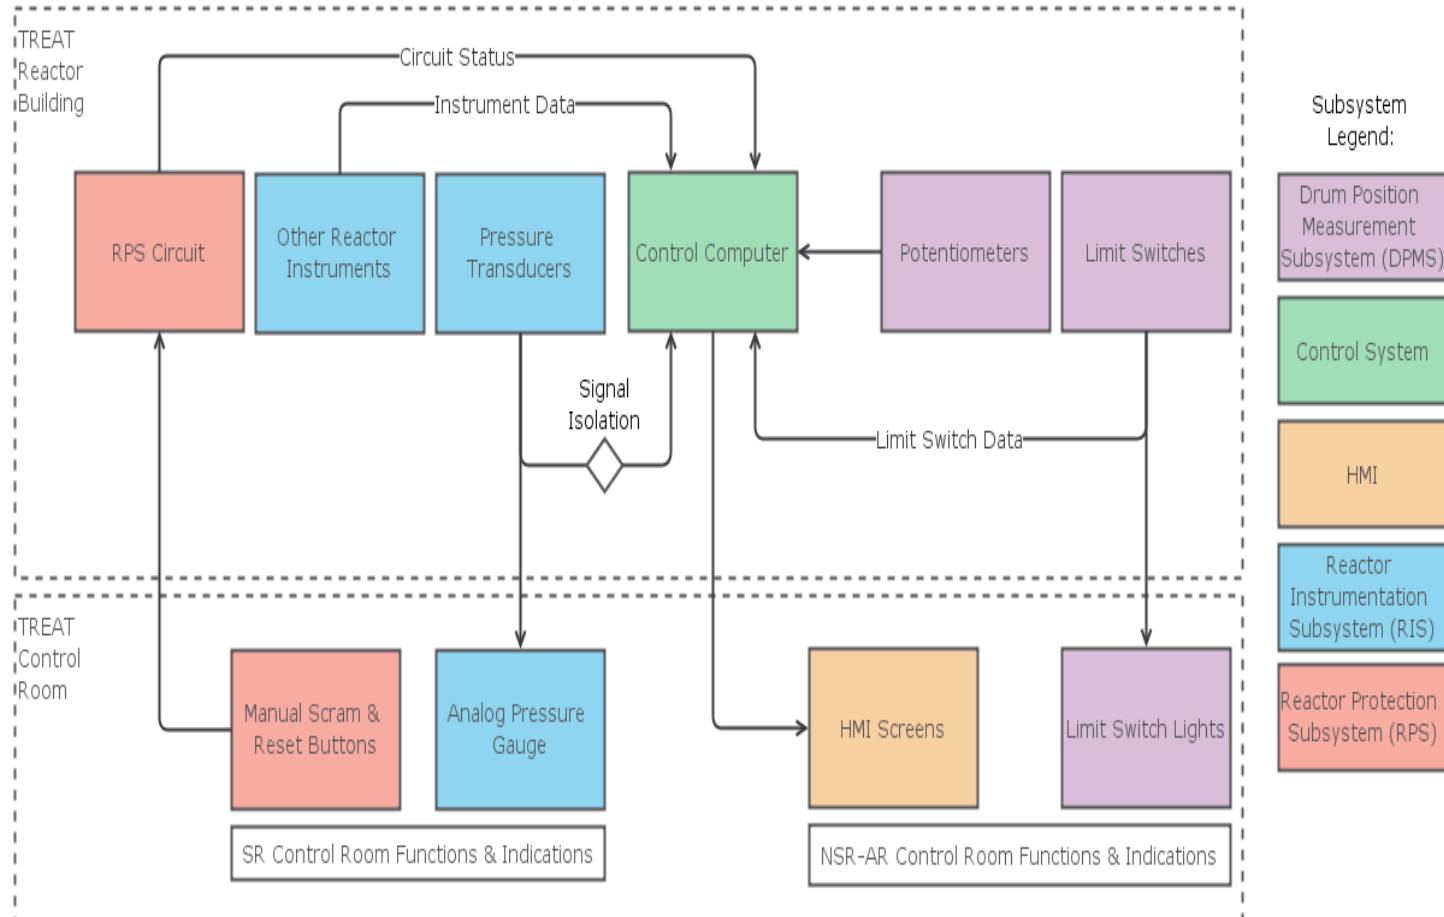 TREAT
Reactor
Building
Circuit Status
Instrument Data
RPS Circuit
Other Reactor
Instruments
Pressure
Transducers
Control Computer
Potentiometers
Limit Switches
Signal
Isolation
Limit Switch Data
TREAT
Control
Room
Manual Scram &
Reset Buttons
Analog Pressure
Gauge
HMI Screens
Limit Switch Lights
SR Control Room Functions & Indications
NSR-AR Control Room Functions & Indications
Subsystem
Legend:
Drum Position
Measurement
Subsystem (DPMS)
Control System
HMI
Reactor
Instrumentation
Subsystem (RIS)
Reactor Protection
Subsystem (RPS)